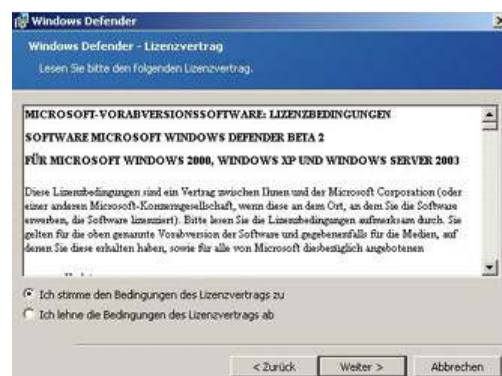 Windows Defender
Windows Defender - Lizenzvertrag
Lesen Sie bitte den folgenden Lizenzvertrag.
MICROSOFT-VORABVERSIONSSOFTWARE: LIZENZBEDINGUNGEN
SOFTWARE MICROSOFT WINDOWS DEFENDER BETA 2
FÜR MICROSOFT WINDOWS 2000, WINDOWS XP UND WINDOWS SERVER 2003
Diese Lizenzbedingungen sind ein Vertrag zwischen Ihnen und der Microsoft Corporation (oder
einer anderen Microsoft-Konzerngesellschaft, wenn diese an dem Ort, an dem Sie die Software
erwerben, die Software lizenziert). Bitte lesen Sie die Lizenzbedingungen aufmerksam durch. Sie
gelten für die oben genannte Vorabversion der Software und gegebenenfalls für die Medien, auf
denen Sie diese erhalten haben, sowie für alle von Microsoft diesbezüglich angebotenen
Ich stimme den Bedingungen des Lizenzvertrags zu
Ich lehne die Bedingungen des Lizenzvertrags ab
< Zurück
Weiter >
Abbrechen